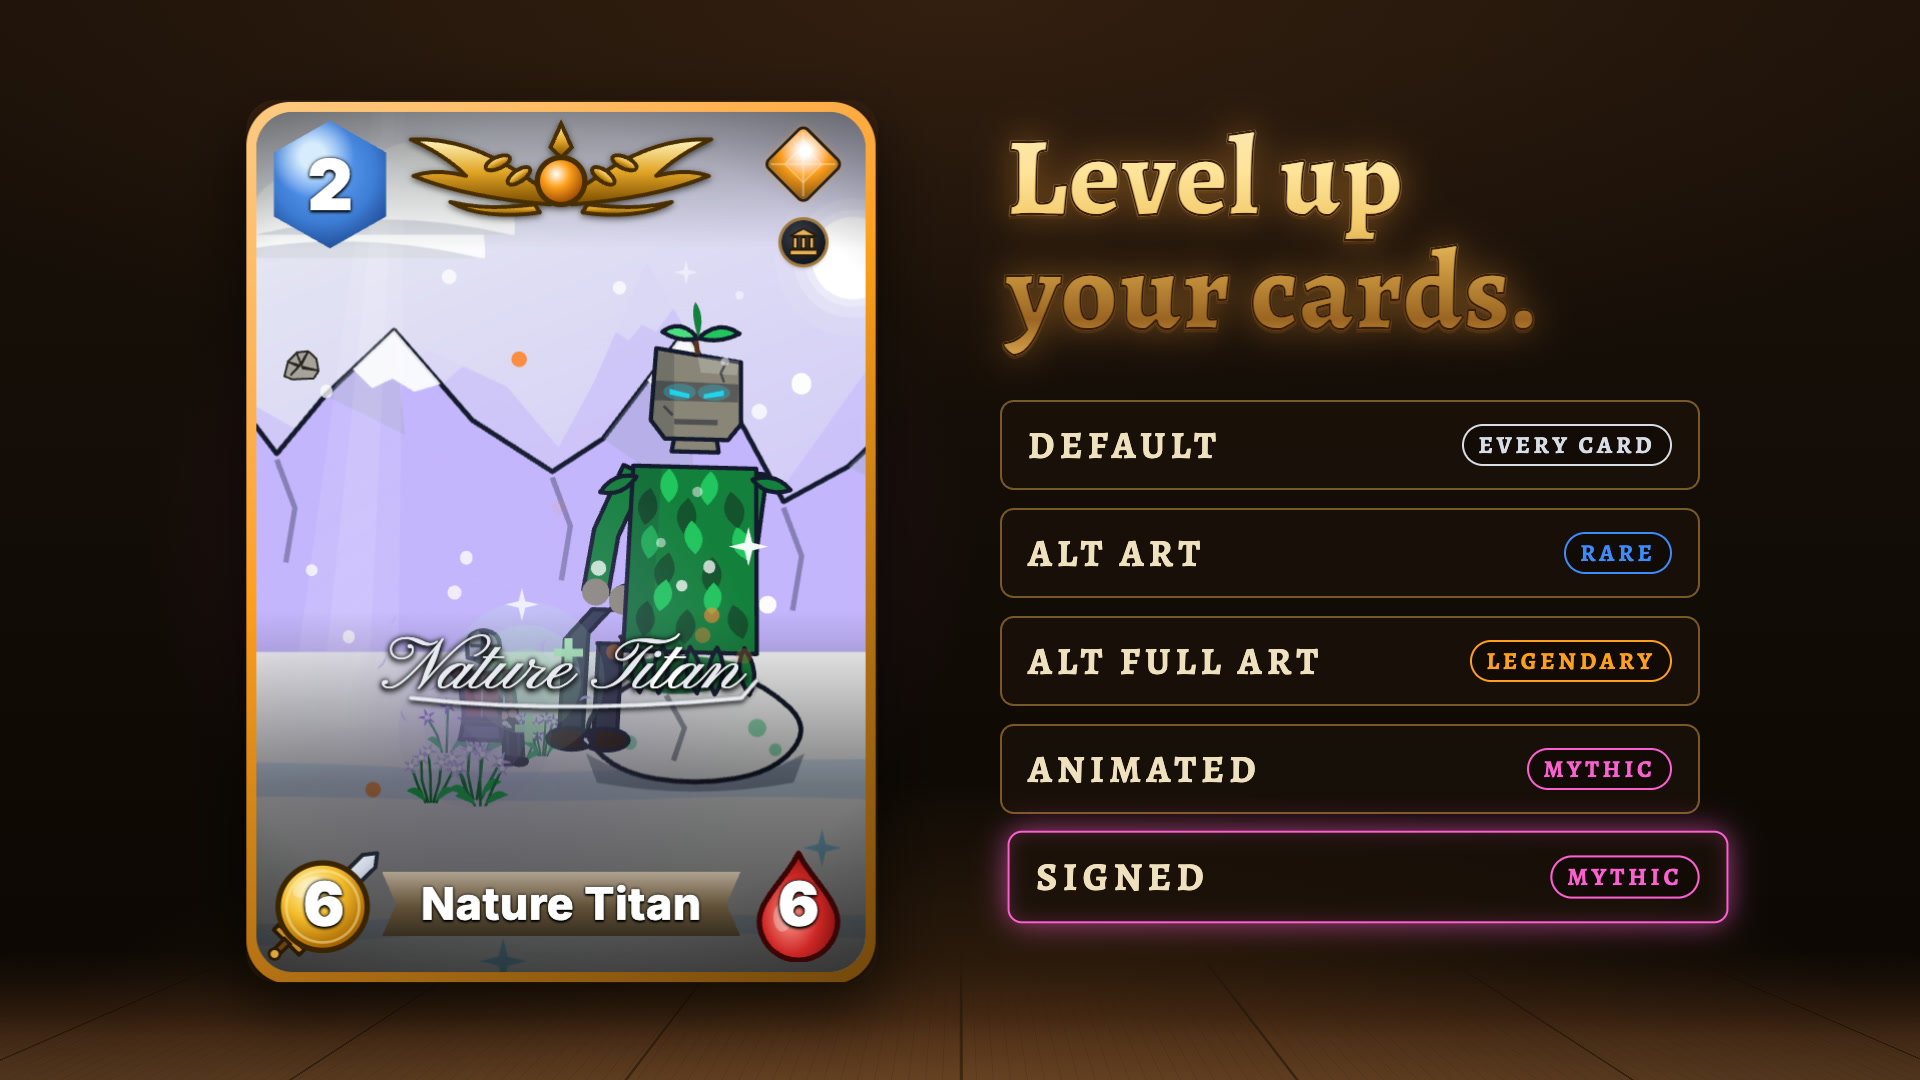 2
Nature Titan
6
Nature Titan
6
Level up
your cards.
DEFAULT
EVERY CARD
ALT ART
RARE
ALT FULL ART
LEGENDARY
ANIMATED
MYTHIC
SIGNED
MYTHIC